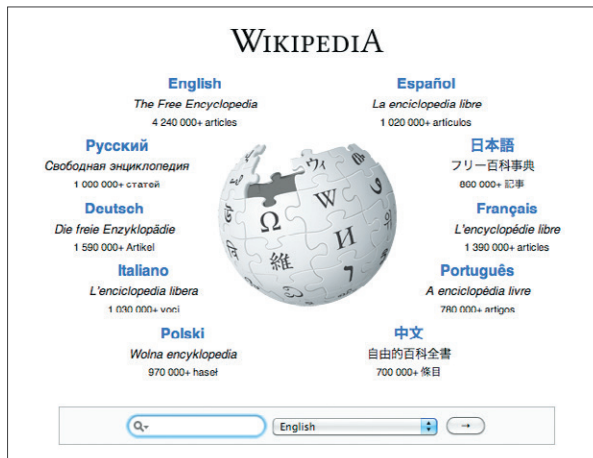 WIKIPEDIA
English
The Free Encyclopedia
4 240 000+ articles
Español
La enciclopedia libre
1 020 000+ artículos
Русский
Свободная энциклопедия
1 000 000+ статей
日本語
フリー百科事典
860 000+ 記事
Deutsch
Die freie Enzyklopädie
1 590 000+ Artikel
Français
L'encyclopédie libre
1 390 000+ articles
Italiano
L'enciclopedia libera
1 030 000+ voci
Português
A enciclopédia livre
780 000+ artigos
Polski
Wolna encyklopedia
970 000+ haseł
中文
自由的百科全書
700 000+ 條目
Ω
W
И
維
ウィ
English
→